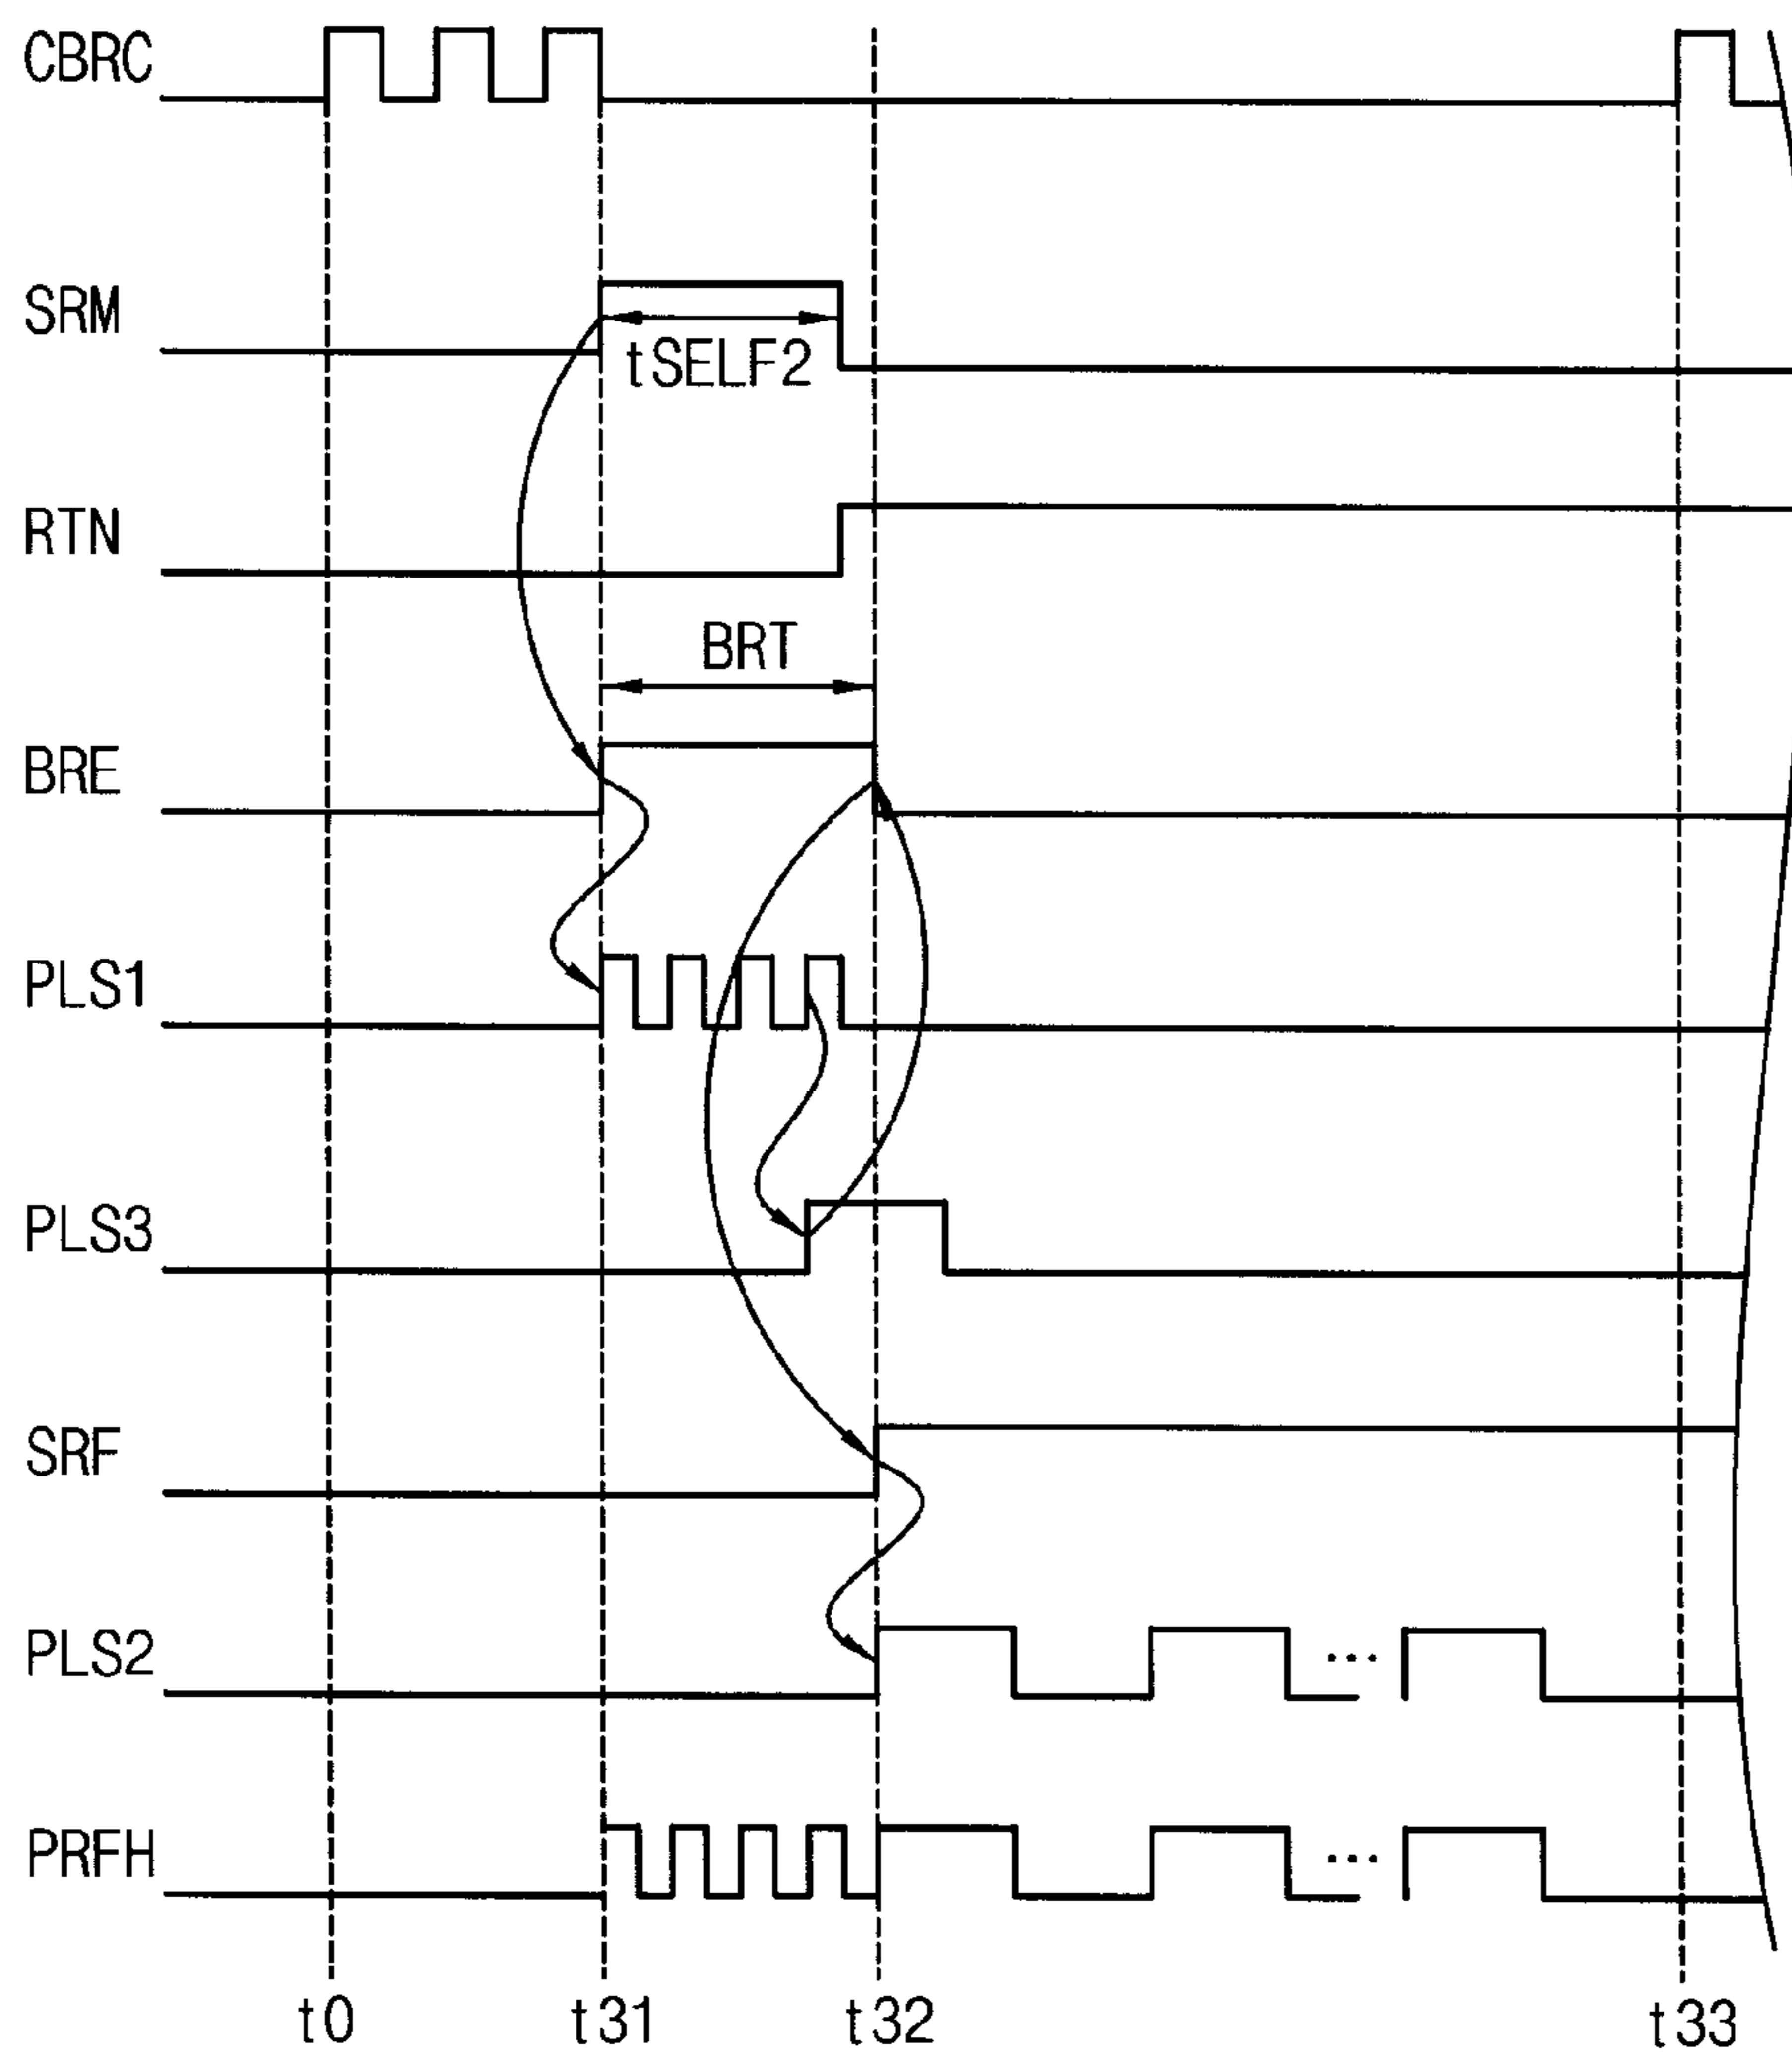 CBRC
SRM
tSELF2
RTN
BRT
BRE
PLS1
PLS3
SRF
PLS2
...
PRFH
...
t0 t31 t32 t33